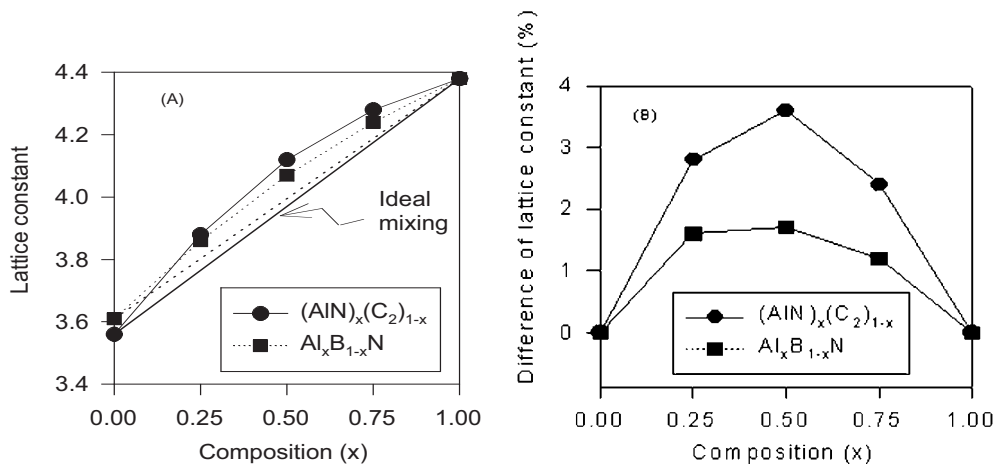 Lattice constant
4.4
4.2
4.0
3.8
3.6
3.4
(A)
Ideal
mixing
(AlN)x(C2)1-x
AlxB1-xN
0.00 0.25 0.50 0.75 1.00
Composition (x)
Difference of lattice constant (%)
4
3
2
1
0
(B)
(AlN)x(C2)1-x
AlxB1-xN
0.00 0.25 0.50 0.75 1.00
Composition (x)